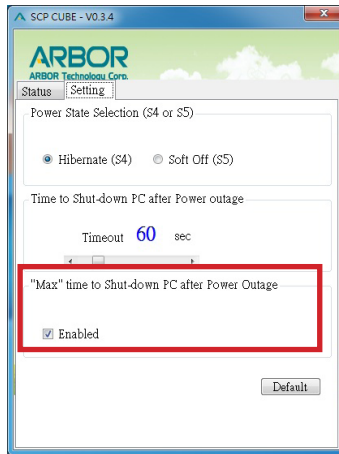 SCP CUBE - V0.3.4
ARBOR
ARBOR Technology Corp.
Status Setting
Power State Selection (S4 or S5)
Hibernate (S4) Soft Off (S5)
Time to Shut-down PC after Power outage
Timeout 60 sec
"Max" time to Shut-down PC after Power Outage
Enabled
Default